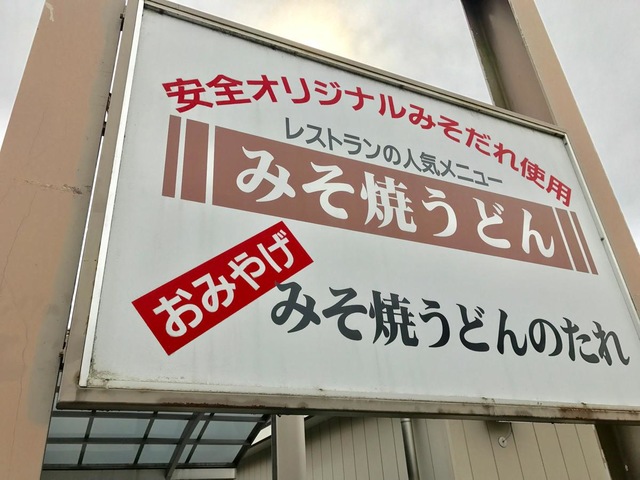 安全オリジナルみそだれ使用
レストランの人気メニュー
みそ焼うどん
おみやげ
みそ焼うどんのたれ